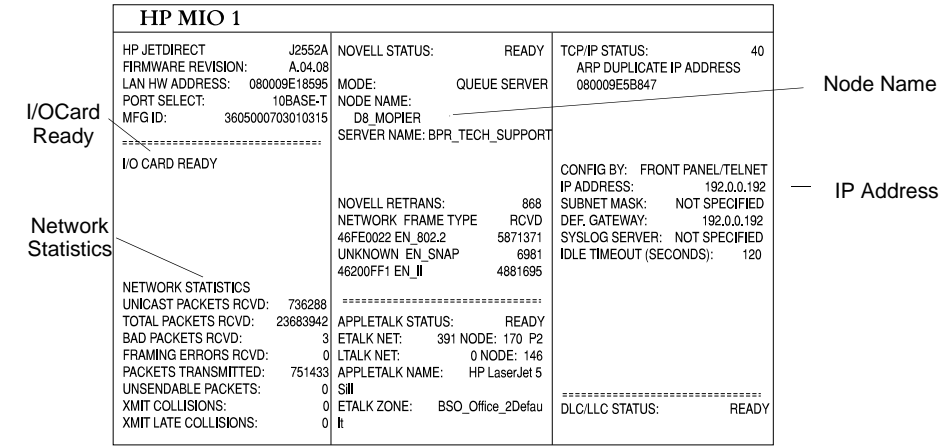 HP MIO 1
HP JETDIRECT J2552A
FIRMWARE REVISION: A.04.08
LAN HW ADDRESS: 080009E18595
PORT SELECT: 10BASE-T
MFG ID: 3605000703010315
==================================
I/O CARD READY
NETWORK STATISTICS
UNICAST PACKETS RCVD: 736288
TOTAL PACKETS RCVD: 23683942
BAD PACKETS RCVD: 3
FRAMING ERRORS RCVD: 0
PACKETS TRANSMITTED: 751433
UNSENDABLE PACKETS: 0
XMIT COLLISIONS: 0
XMIT LATE COLLISIONS: 0
NOVELL STATUS: READY
MODE: QUEUE SERVER
NODE NAME:
D8_MOPIER
SERVER NAME: BPR_TECH_SUPPORT
NOVELL RETRANS: 868
NETWORK FRAME TYPE RCVD
46FE0022 EN_802.2 5871371
UNKNOWN EN_SNAP 6981
46200FF1 EN_II 4881695
==================================
APPLETALK STATUS: READY
ETALK NET: 391 NODE: 170 P2
LTALK NET: 0 NODE: 146
APPLETALK NAME: HP LaserJet 5
Sill
ETALK ZONE: BSO_Office_2Defau
lt
TCP/IP STATUS: 40
ARP DUPLICATE IP ADDRESS
080009E5B847
CONFIG BY: FRONT PANEL/TELNET
IP ADDRESS: 192.0.0.192
SUBNET MASK: NOT SPECIFIED
DEF. GATEWAY: 192.0.0.192
SYSLOG SERVER: NOT SPECIFIED
IDLE TIMEOUT (SECONDS): 120
==================================
DLC/LLC STATUS: READY
I/OCard
Ready
Network
Statistics
Node Name
IP Address